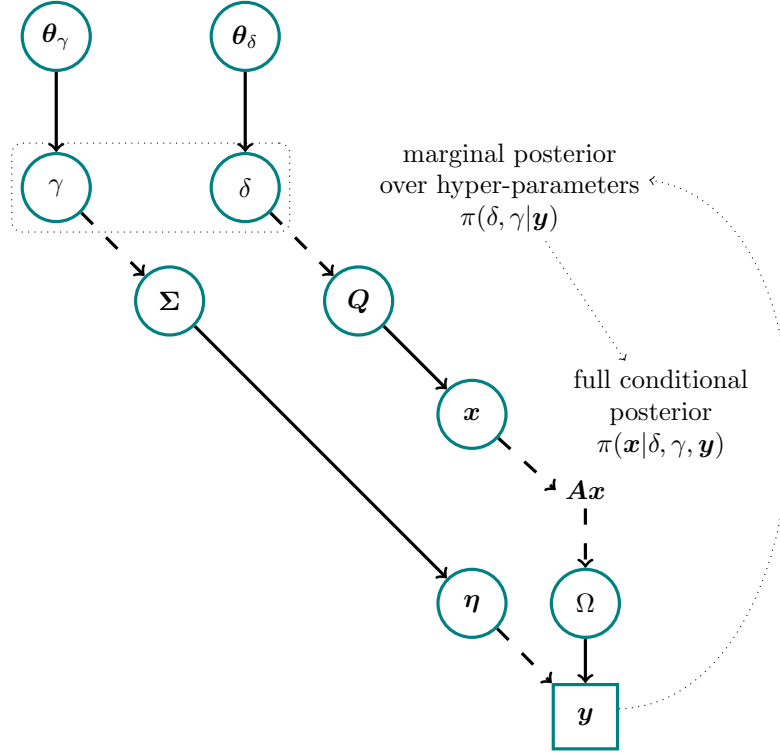 θ_γ
θ_δ
γ
δ
marginal posterior
over hyper-parameters
π(δ, γ|y)
Σ
Q
full conditional
posterior
π(x|δ, γ, y)
x
Ax
η
Ω
y